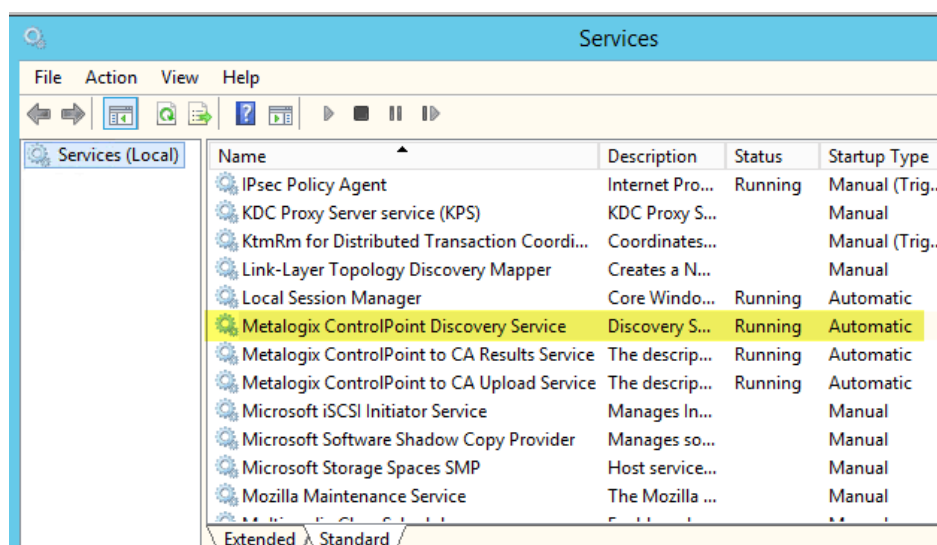 Services
File Action View Help
Services (Local)
Name Description Status Startup Type
IPsec Policy Agent Internet Pro... Running Manual (Trig..
KDC Proxy Server service (KPS) KDC Proxy S... Manual
KtmRm for Distributed Transaction Coordi... Coordinates... Manual (Trig..
Link-Layer Topology Discovery Mapper Creates a N... Manual
Local Session Manager Core Windo... Running Automatic
Metalogix ControlPoint Discovery Service Discovery S... Running Automatic
Metalogix ControlPoint to CA Results Service The descrip... Running Automatic
Metalogix ControlPoint to CA Upload Service The descrip... Running Automatic
Microsoft iSCSI Initiator Service Manages In... Manual
Microsoft Software Shadow Copy Provider Manages so... Manual
Microsoft Storage Spaces SMP Host service... Manual
Mozilla Maintenance Service The Mozilla ... Manual
Extended Standard